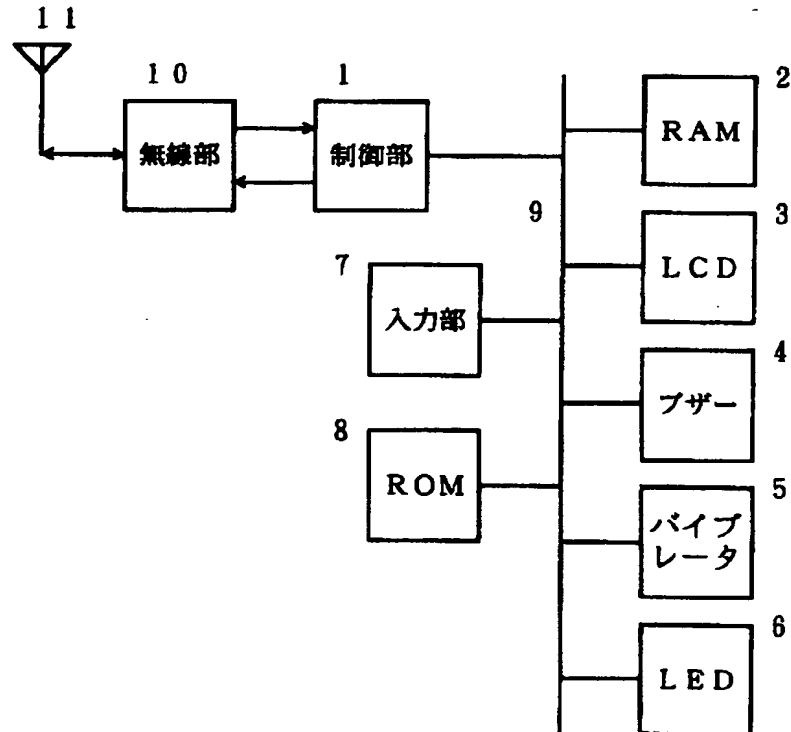 １１
１０
無線部
１
制御部
２
ＲＡＭ
９
３
ＬＣＤ
７
入力部
４
ブザー
８
ＲＯＭ
５
バイブ
レータ
６
ＬＥＤ